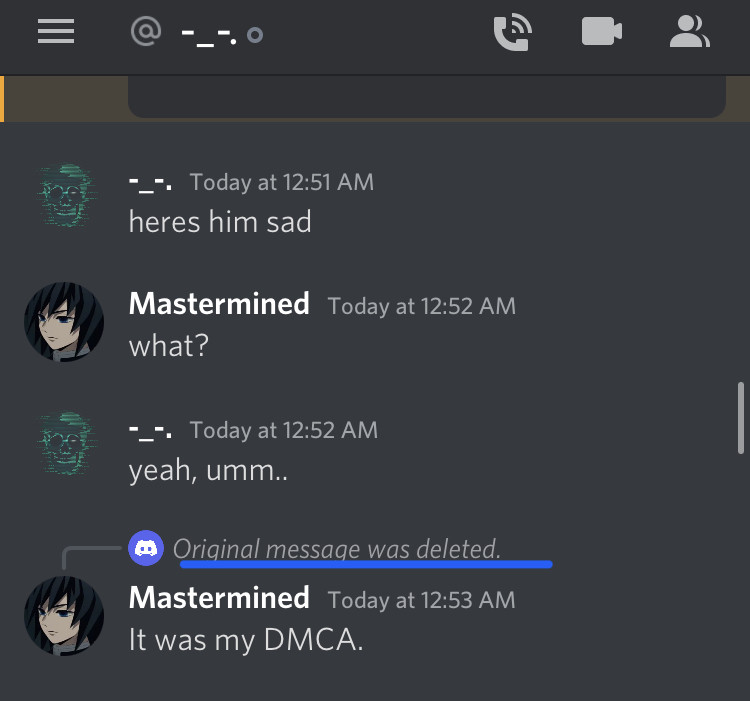 @ -_-.
-_-. Today at 12:51 AM
heres him sad
Mastermined Today at 12:52 AM
what?
-_-. Today at 12:52 AM
yeah, umm..
Original message was deleted.
Mastermined Today at 12:53 AM
It was my DMCA.